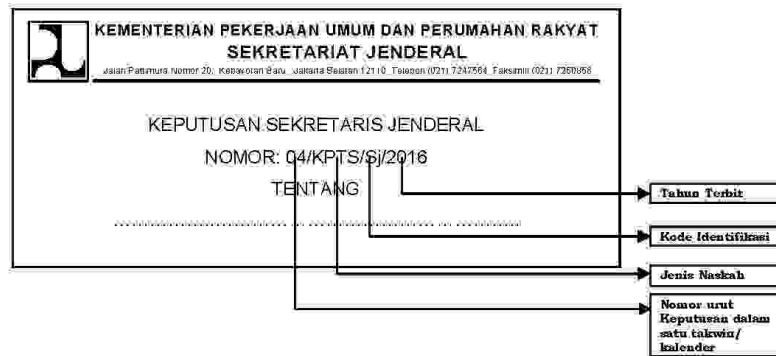 KEMENTERIAN PEKERJAAN UMUM DAN PERUMAHAN RAKYAT
SEKRETARIAT JENDERAL
Jalan Pattimura Nomor 20, Kebayoran Baru, Jakarta Selatan 12110, Telepon (021) 7247564, Faksimili (021) 7260856
KEPUTUSAN SEKRETARIS JENDERAL
NOMOR: 04/KPTS/Sj/2016
TENTANG
Tahun Terbit
Kode Identifikasi
Jenis Naskah
Nomor urut
Keputusan dalam
satu takwin/
kalender